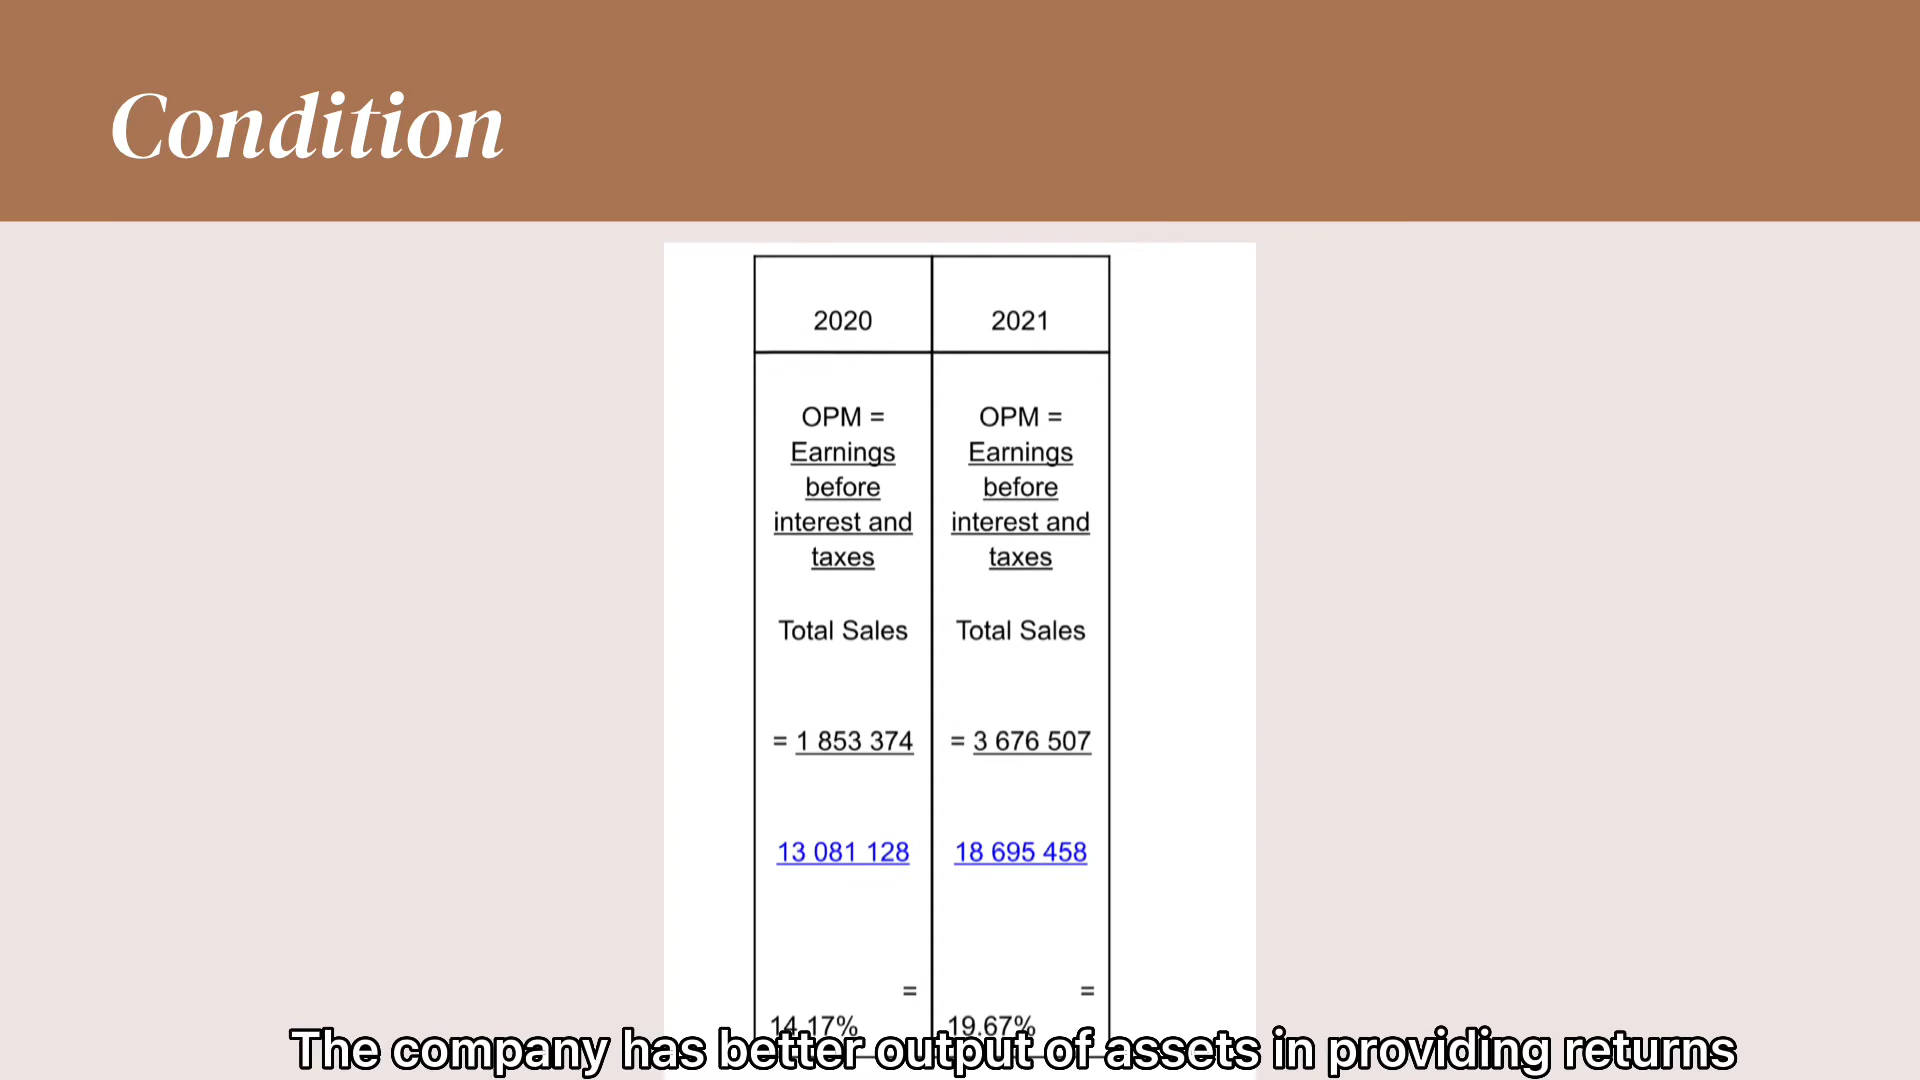 Condition
2020
2021
OPM =
Earnings
before
interest and
taxes
Total Sales
= 1 853 374
13 081 128
=
14.17%
OPM =
Earnings
before
interest and
taxes
Total Sales
= 3 676 507
18 695 458
=
19.67%
The company has better output of assets in providing returns